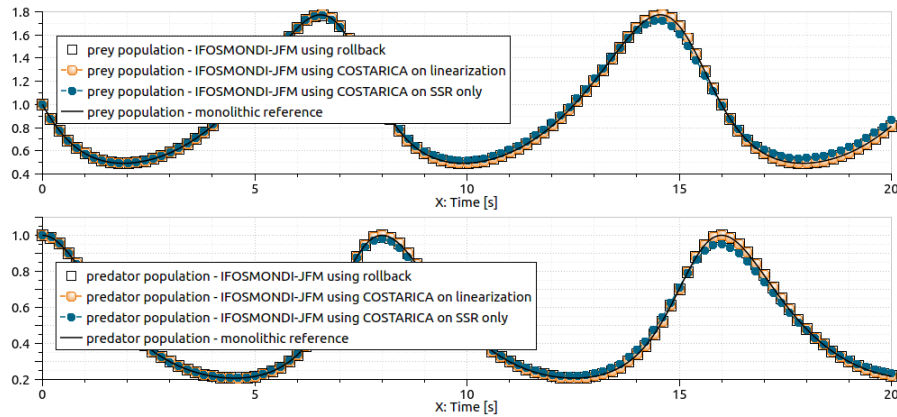 1.8
1.6
1.4
1.2
1.0
0.8
0.6
0.4
prey population - IFOSMONDI-JFM using rollback
prey population - IFOSMONDI-JFM using COSTARICA on linearization
prey population - IFOSMONDI-JFM using COSTARICA on SSR only
prey population - monolithic reference
0 5 10 15 20
X: Time [s]
1.0
0.8
0.6
0.4
0.2
predator population - IFOSMONDI-JFM using rollback
predator population - IFOSMONDI-JFM using COSTARICA on linearization
predator population - IFOSMONDI-JFM using COSTARICA on SSR only
predator population - monolithic reference
0 5 10 15 20
X: Time [s]